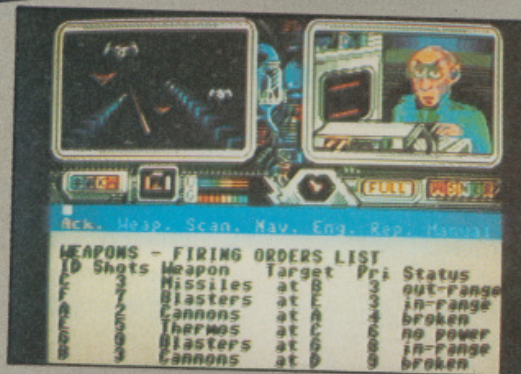 FULL
Ack. Weap. Scan. Nav. Eng. Rep. Manual
WEAPONS - FIRING ORDERS LIST
ID Shots Weapon Target Pri Status
3 Missiles at B 3 out-range
F 7 Blasters at E 3 in-range
A 2 Cannons at A 4 broken
Thermos at C 6 no power
Blasters at G 8 in-range
B 3 Cannons at D 9 broken